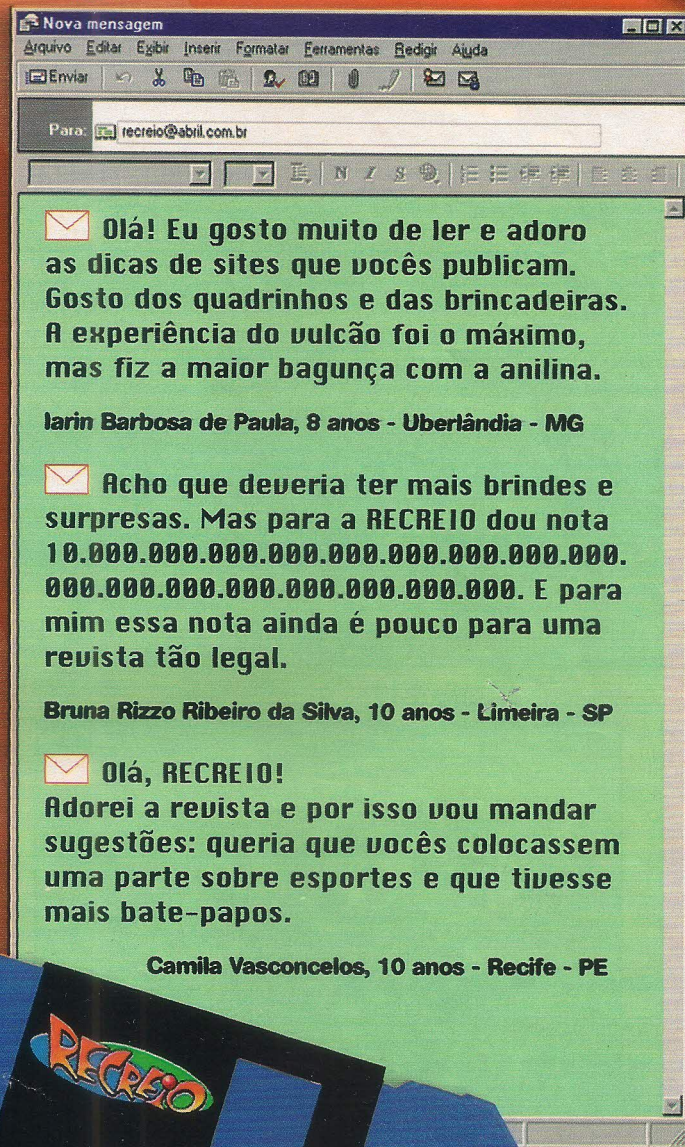 Nova mensagem
Arquivo Editar Exibir Inserir Formatar Ferramentas Redigir Ajuda
Enviar
Para: recreio@abril.com.br
N I S
Olá! Eu gosto muito de ler e adoro
as dicas de sites que vocês publicam.
Gosto dos quadrinhos e das brincadeiras.
A experiência do vulcão foi o máximo,
mas fiz a maior bagunça com a anilina.
Iarin Barbosa de Paula, 8 anos - Uberlândia - MG
Acho que deveria ter mais brindes e
surpresas. Mas para a RECREIO dou nota
10.000.000.000.000.000.000.000.000.000.
000.000.000.000.000.000.000.000. E para
mim essa nota ainda é pouco para uma
revista tão legal.
Bruna Rizzo Ribeiro da Silva, 10 anos - Limeira - SP
Olá, RECREIO!
Adorei a revista e por isso vou mandar
sugestões: queria que vocês colocassem
uma parte sobre esportes e que tivesse
mais bate-papos.
Camila Vasconcelos, 10 anos - Recife - PE
RECREIO